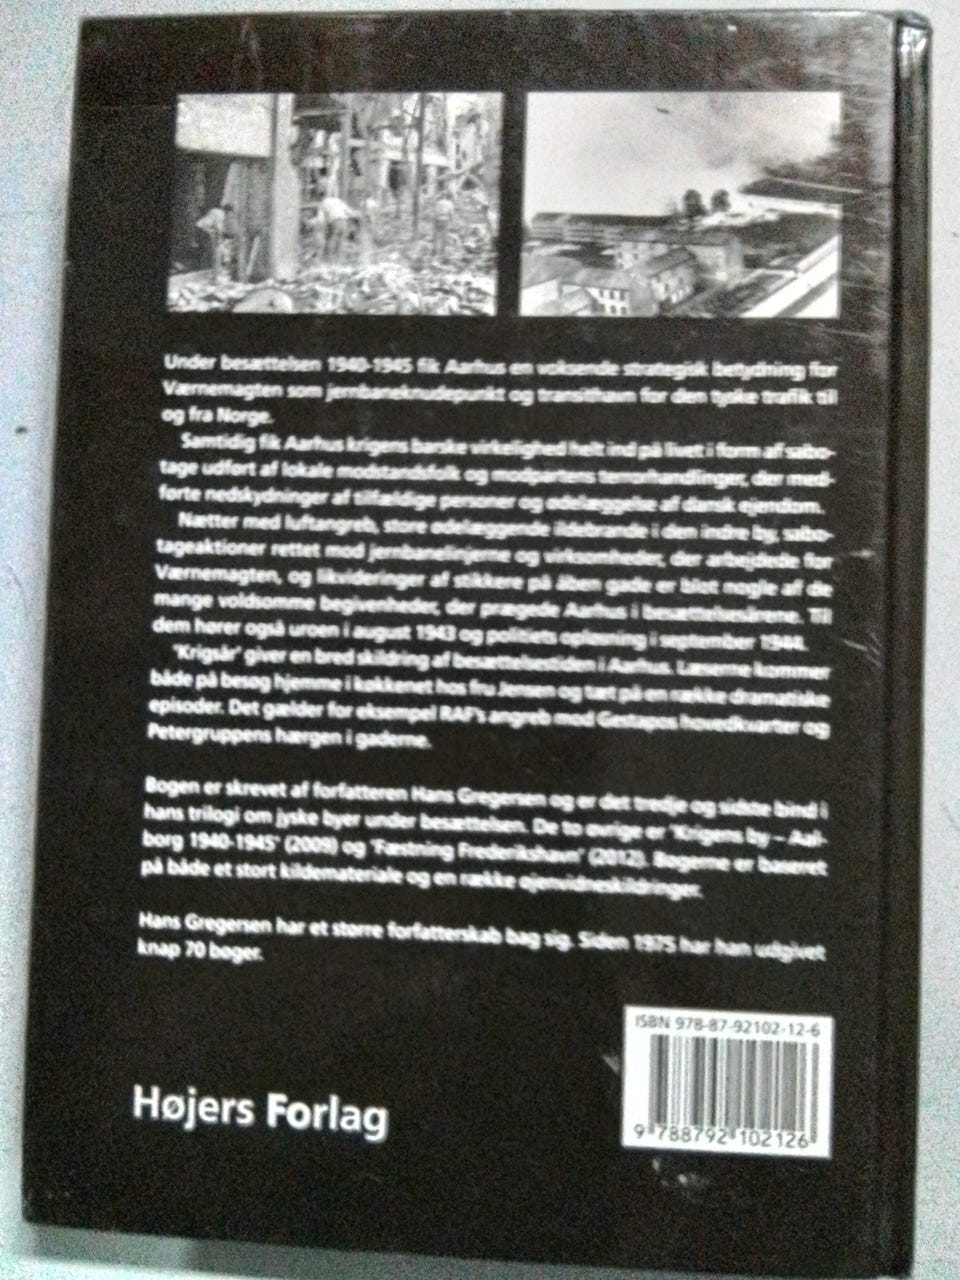 Under besættelsen 1940-1945 fik Aarhus en voksende strategisk betydning for
Værnemagten som jernbaneknudepunkt og transithavn for den tyske trafik til
og fra Norge.
Samtidig fik Aarhus krigens barske virkelighed helt ind på livet i form af sabo-
tage udført af lokale modstandsfolk og modpartens terrorhandlinger, der med-
førte nedskydninger af tilfældige personer og ødelæggelse af dansk ejendom.
Nætter med luftangreb, store ødelæggende ildebrande i den indre by, sabo-
tageaktioner rettet mod jernbanelinjerne og virksomheder, der arbejdede for
Værnemagten, og likvideringer af stikkere på åben gade er blot nogle af de
mange voldsomme begivenheder, der prægede Aarhus i besættelsesårene. Til
dem hører også uroen i august 1943 og politiets opløsning i september 1944.
"Krigsår" giver en bred skildring af besættelsestiden i Aarhus. Læserne kommer
både på besøg hjemme i køkkenet hos fru Jensen og tæt på en række dramatiske
episoder. Det gælder for eksempel RAF's angreb mod Gestapos hovedkvarter og
Petergruppens hærgen i gaderne.
Bogen er skrevet af forfatteren Hans Gregersen og er det tredje og sidste bind i
hans trilogi om jyske byer under besættelsen. De to øvrige er "Krigens by – Aal-
borg 1940-1945" (2009) og "Fæstning Frederikshavn" (2012). Bøgerne er baseret
på både et stort kildemateriale og en række øjenvidneskildringer.
Hans Gregersen har et større forfatterskab bag sig. Siden 1975 har han udgivet
knap 70 bøger.
ISBN 978-87-92102-12-6
9 788792 102126
Højers Forlag